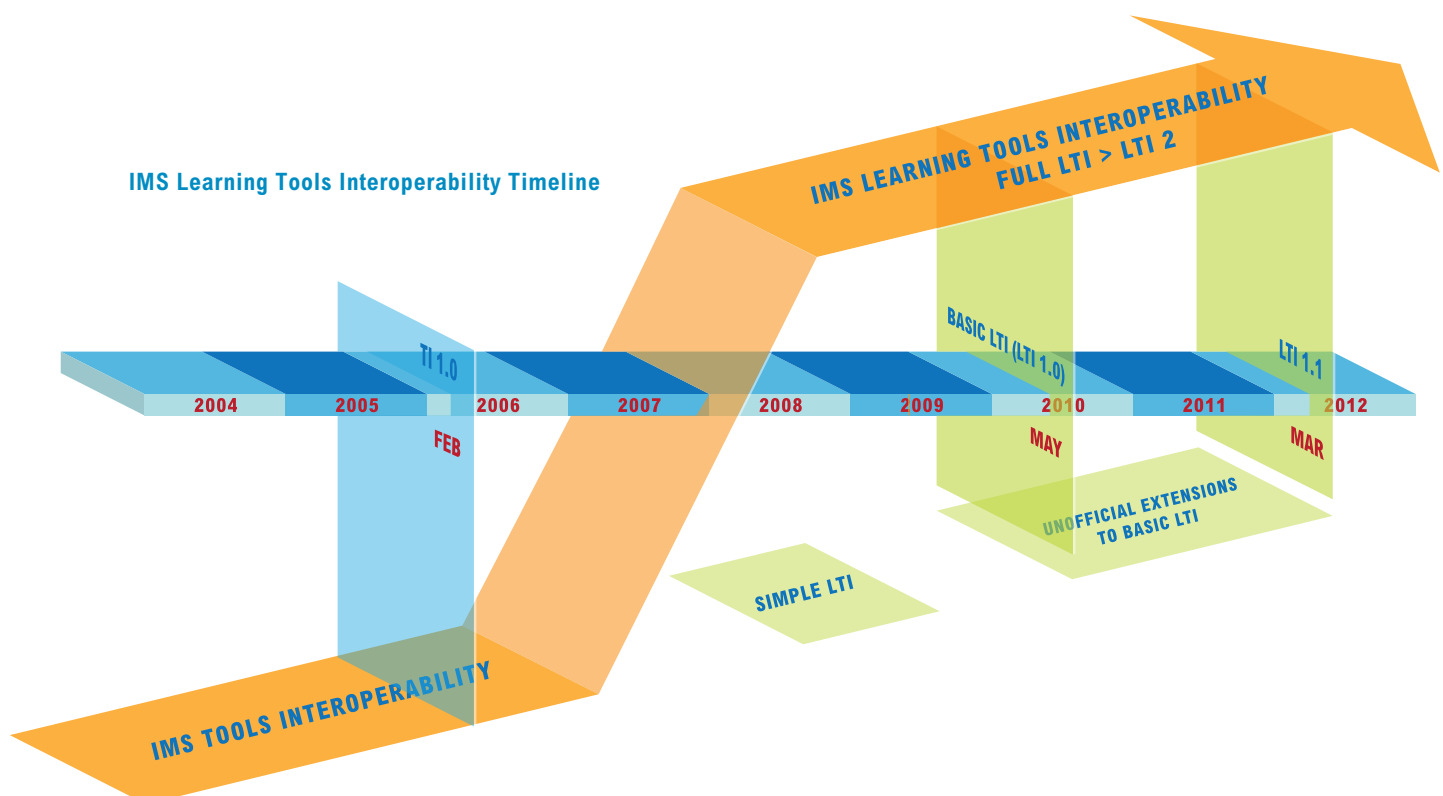 IMS LEARNING TOOLS INTEROPERABILITY
FULL LTI > LTI 2
IMS Learning Tools Interoperability Timeline
TI 1.0
BASIC LTI (LTI 1.0)
LTI 1.1
2004
2005
2006
2007
2008
2009
2010
2011
2012
FEB
MAY
MAR
UNOFFICIAL EXTENSIONS
TO BASIC LTI
SIMPLE LTI
IMS TOOLS INTEROPERABILITY